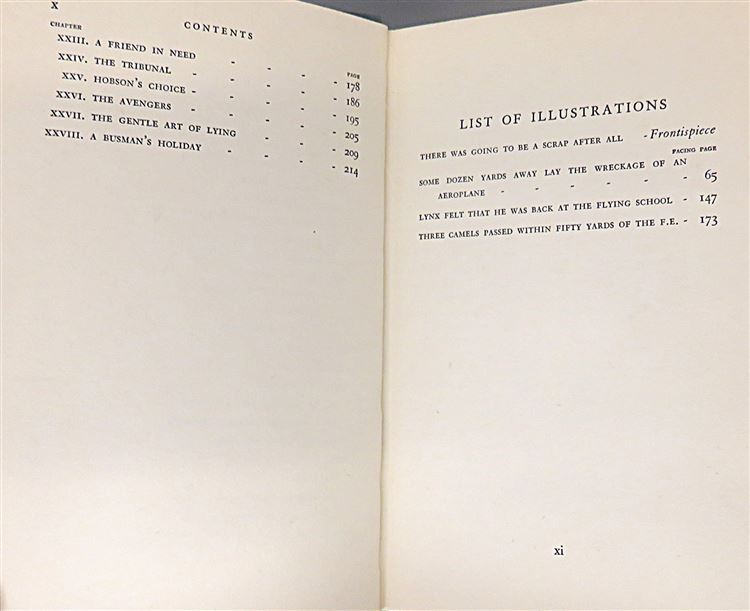 x CONTENTS
CHAPTER PAGE
XXIII. A FRIEND IN NEED - - - - 178
XXIV. THE TRIBUNAL - - - - - 186
XXV. HOBSON'S CHOICE - - - - - 195
XXVI. THE AVENGERS - - - - - 205
XXVII. THE GENTLE ART OF LYING - - - - 209
XXVIII. A BUSMAN'S HOLIDAY - - - - 214
LIST OF ILLUSTRATIONS
THERE WAS GOING TO BE A SCRAP AFTER ALL - Frontispiece
FACING PAGE
SOME DOZEN YARDS AWAY LAY THE WRECKAGE OF AN
AEROPLANE - - - - - - 65
LYNX FELT THAT HE WAS BACK AT THE FLYING SCHOOL - 147
THREE CAMELS PASSED WITHIN FIFTY YARDS OF THE F.E. - 173
xi